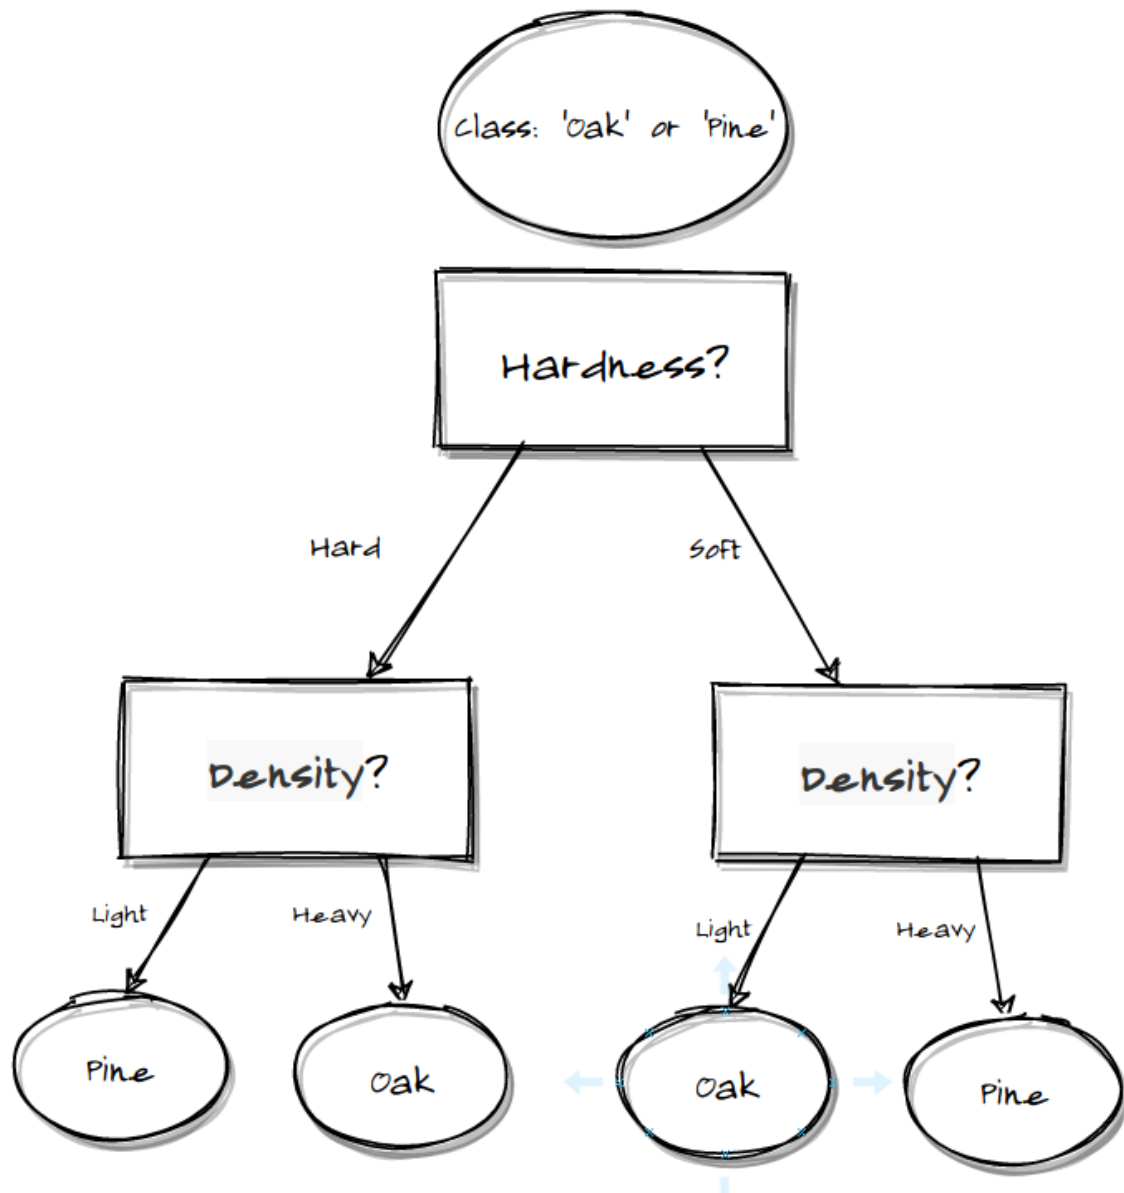 Class: 'Oak' or 'Pine'
Hardness?
Hard
Soft
Density?
Density?
Light
Heavy
Light
Heavy
Pine
Oak
Oak
Pine